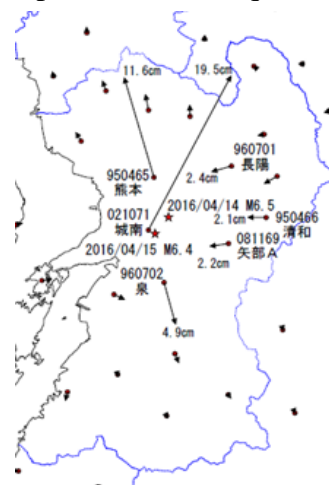 11.6cm
19.5cm
960701
長陽
950465
熊本
2.4cm
021071
城南
2016/04/14 M6.5
2.1cm
950466
清和
2016/04/15 M6.4
081169
矢部A
2.2cm
960702
泉
4.9cm